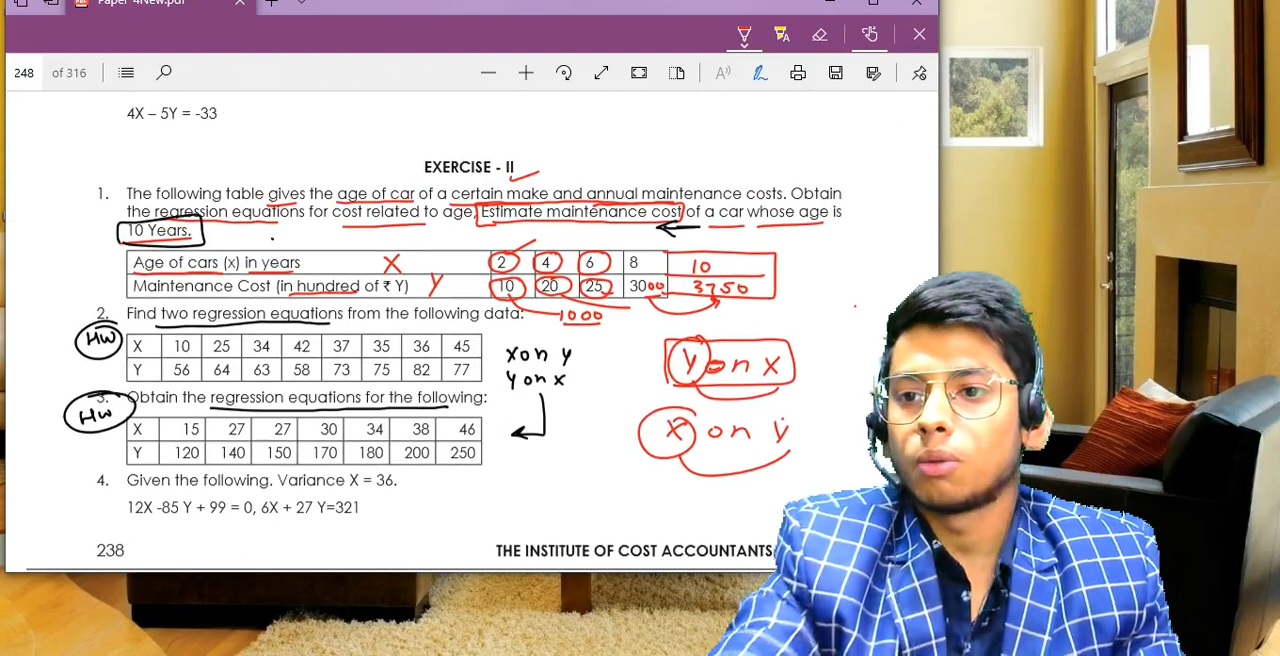 Paper 4New.pdf
248 of 316
4X – 5Y = -33
EXERCISE - II
1. The following table gives the age of car of a certain make and annual maintenance costs. Obtain
the regression equations for cost related to age. Estimate maintenance cost of a car whose age is
10 Years.
Age of cars (x) in years X 2 4 6 8 10
Maintenance Cost (in hundred of ₹ Y) Y 10 20 25 3000 3750
1000
2. Find two regression equations from the following data:
HW
X 10 25 34 42 37 35 36 45
Y 56 64 63 58 73 75 82 77
X on y
y on x
y on x
x on y
3. Obtain the regression equations for the following:
HW
X 15 27 27 30 34 38 46
Y 120 140 150 170 180 200 250
4. Given the following. Variance X = 36.
12X -85 Y + 99 = 0, 6X + 27 Y=321
238
THE INSTITUTE OF COST ACCOUNTANTS